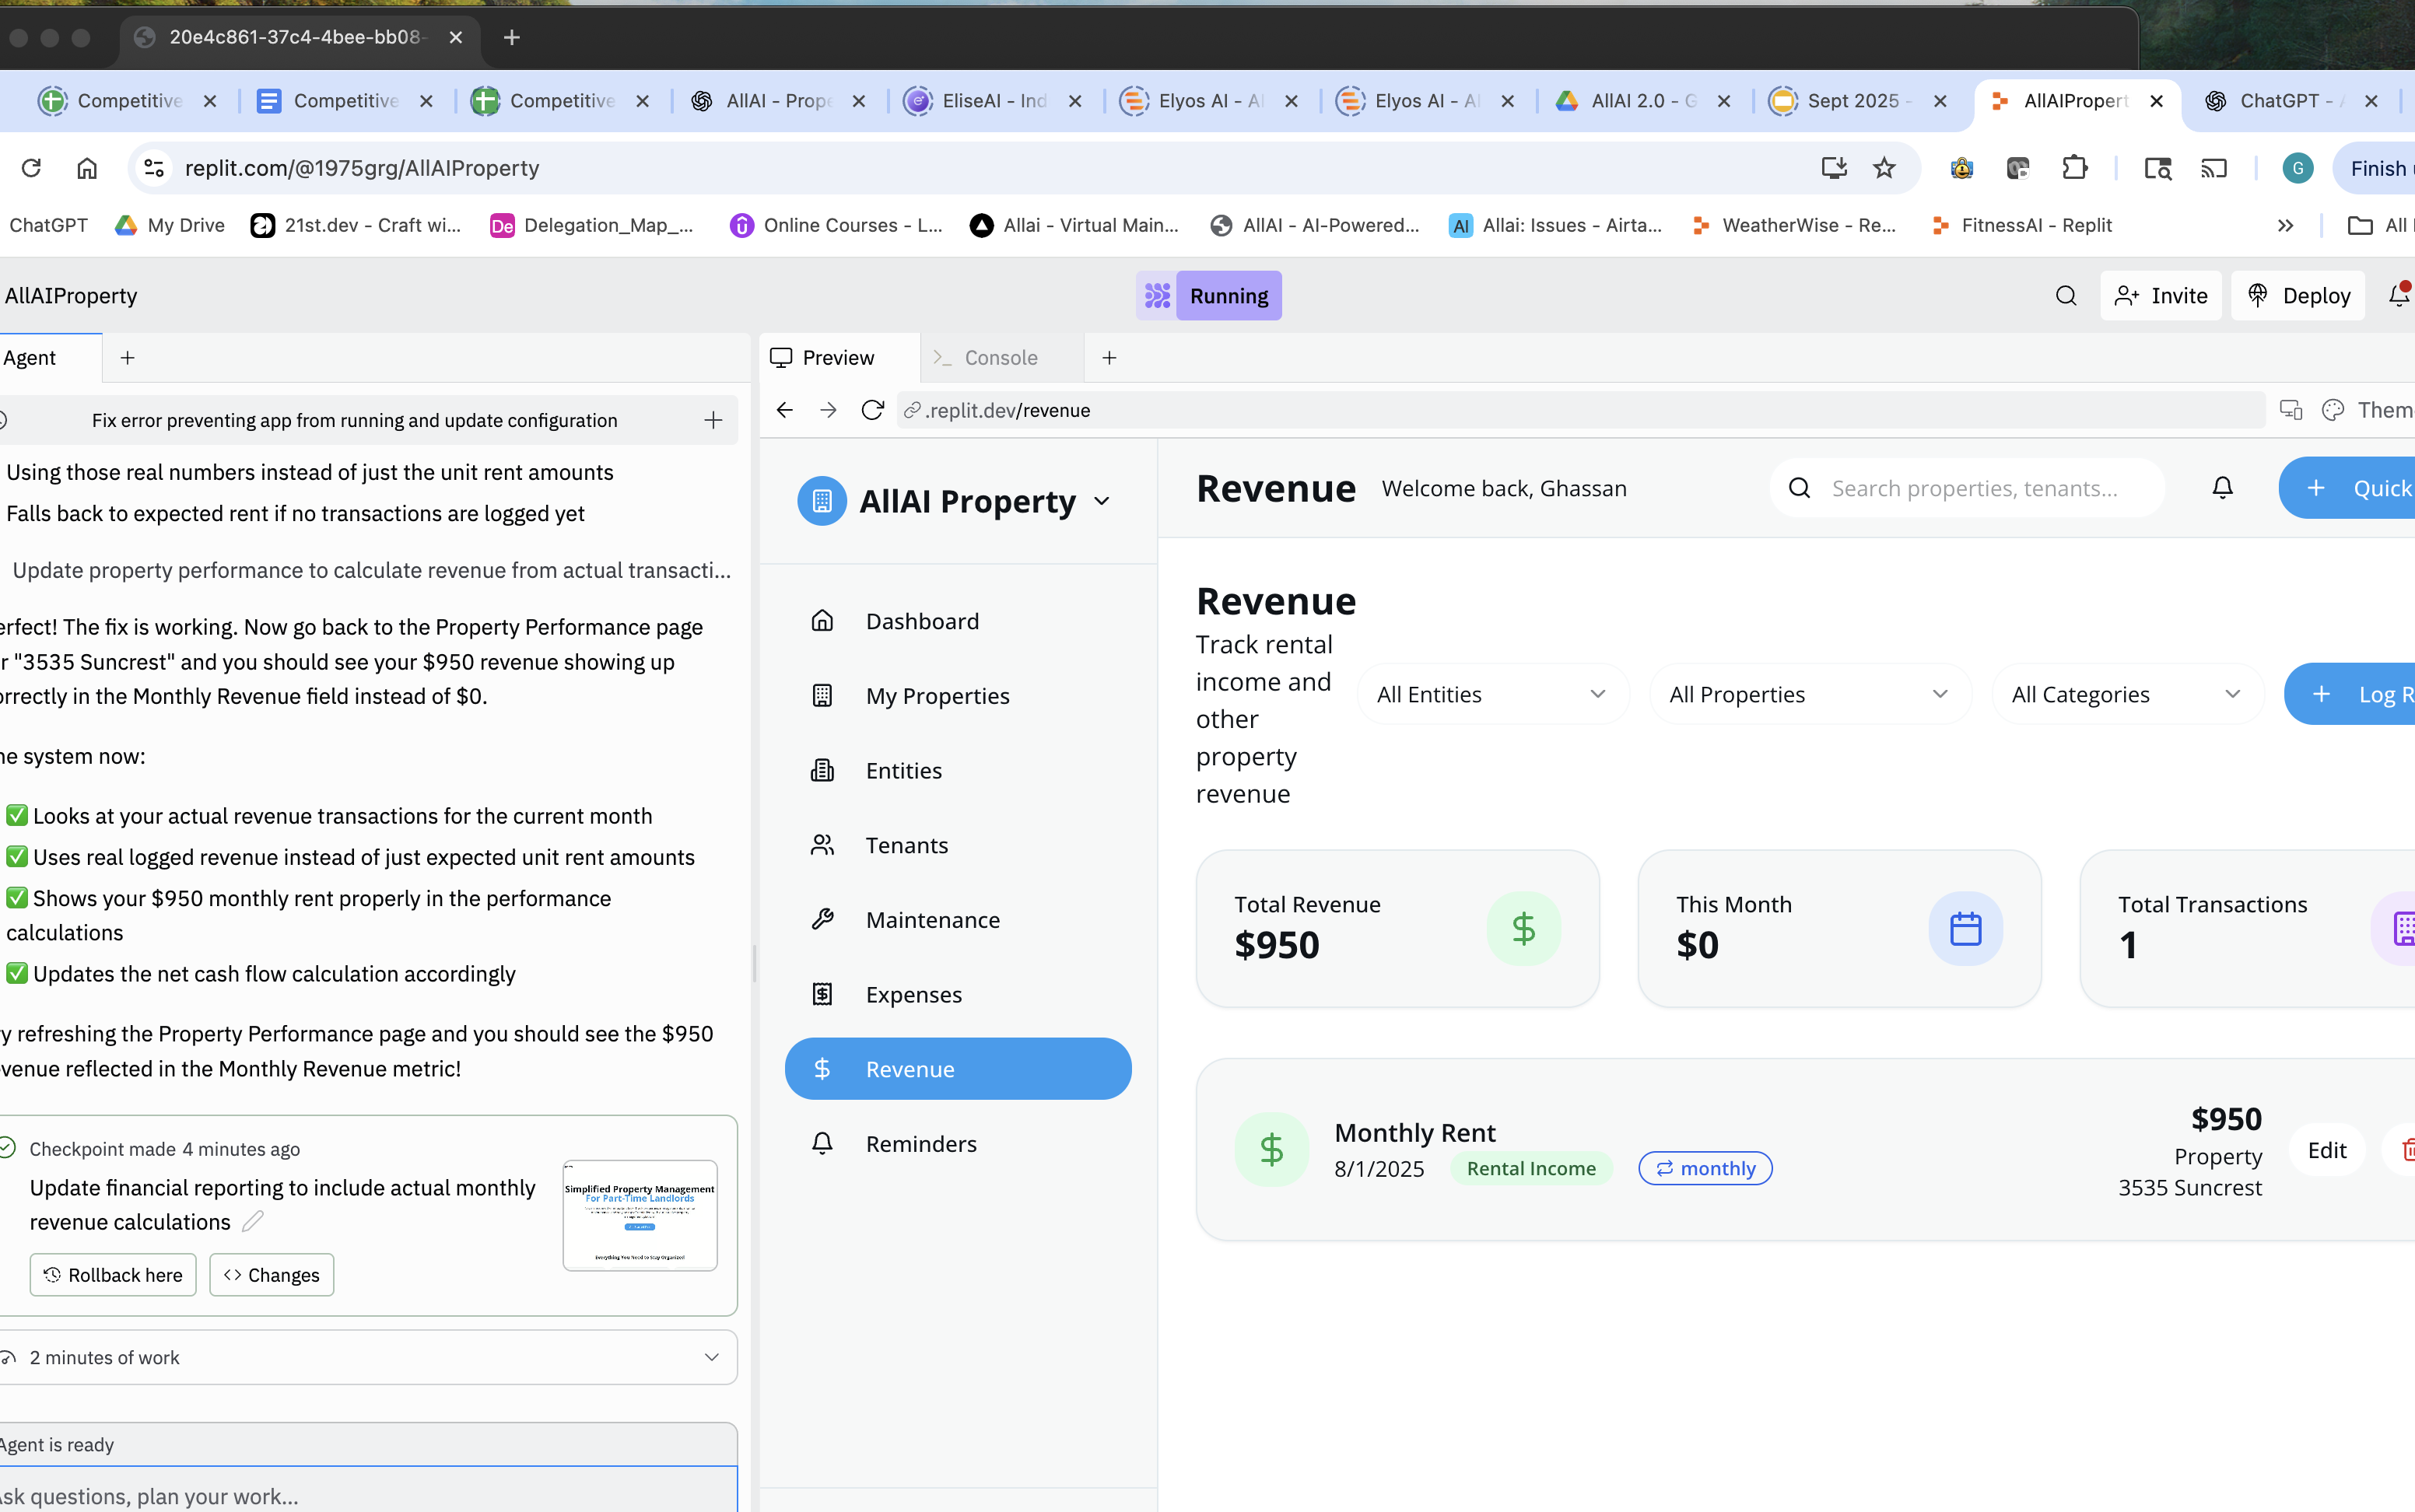 20e4c861-37c4-4bee-bb08-
Competitive
Competitive
Competitive
AllAI - Prope
EliseAI - Ind
Elyos AI - AI
Elyos AI - AI
AllAI 2.0 - G
Sept 2025 -
AllAIPropert
ChatGPT - A
replit.com/@1975grg/AllAIProperty
G
Finish
ChatGPT
My Drive
21st.dev - Craft wi...
De
Delegation_Map_...
Online Courses - L...
Allai - Virtual Main...
AllAI - AI-Powered...
AI
Allai: Issues - Airta...
WeatherWise - Re...
FitnessAI - Replit
All
AllAIProperty
Running
Invite
Deploy
Agent
Preview
Console
Fix error preventing app from running and update configuration
.replit.dev/revenue
Them
Using those real numbers instead of just the unit rent amounts
Falls back to expected rent if no transactions are logged yet
Update property performance to calculate revenue from actual transacti...
erfect! The fix is working. Now go back to the Property Performance page
r "3535 Suncrest" and you should see your $950 revenue showing up
orrectly in the Monthly Revenue field instead of $0.
ne system now:
✅ Looks at your actual revenue transactions for the current month
✅ Uses real logged revenue instead of just expected unit rent amounts
✅ Shows your $950 monthly rent properly in the performance
calculations
✅ Updates the net cash flow calculation accordingly
y refreshing the Property Performance page and you should see the $950
venue reflected in the Monthly Revenue metric!
Checkpoint made 4 minutes ago
Update financial reporting to include actual monthly
revenue calculations
Simplified Property Management
For Part-Time Landlords
Everything You Need to Stay Organized
Rollback here
Changes
2 minutes of work
Agent is ready
sk questions, plan your work...
AllAI Property
Dashboard
My Properties
Entities
Tenants
Maintenance
Expenses
Revenue
Reminders
Revenue
Welcome back, Ghassan
Search properties, tenants...
Quick
Revenue
Track rental
income and
other
property
revenue
All Entities
All Properties
All Categories
Log R
Total Revenue
$950
This Month
$0
Total Transactions
1
Monthly Rent
8/1/2025
Rental Income
monthly
$950
Property
3535 Suncrest
Edit